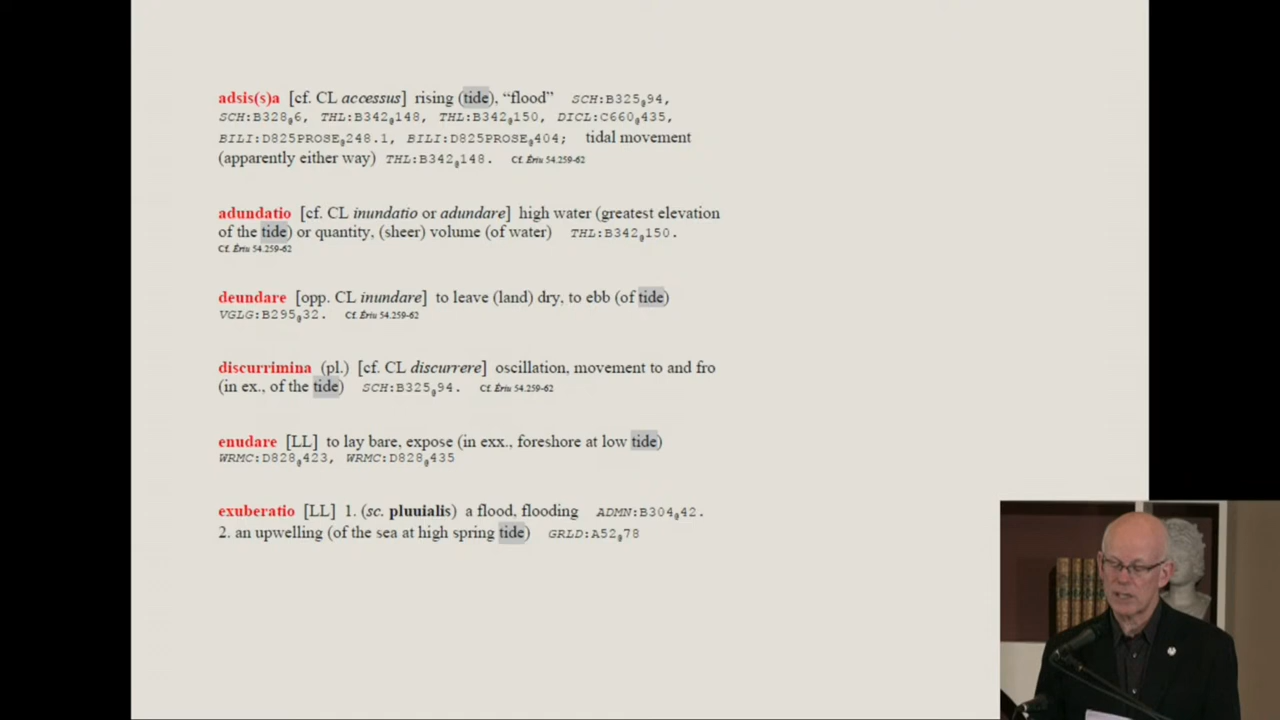 adsis(s)a [cf. CL accessus] rising (tide), “flood” SCH:B325,94,
SCH:B328,6, THL:B342,148, THL:B342,150, DICL:C660,435,
BILI:D825PROSE,248.1, BILI:D825PROSE,404; tidal movement
(apparently either way) THL:B342,148. Cf. Ériu 54.259-62
adundatio [cf. CL inundatio or adundare] high water (greatest elevation
of the tide) or quantity, (sheer) volume (of water) THL:B342,150.
Cf. Ériu 54.259-62
deundare [opp. CL inundare] to leave (land) dry, to ebb (of tide)
VGLG:B295,32. Cf. Ériu 54.259-62
discurrimina (pl.) [cf. CL discurrere] oscillation, movement to and fro
(in ex., of the tide) SCH:B325,94. Cf. Ériu 54.259-62
enudare [LL] to lay bare, expose (in exx., foreshore at low tide)
WRMC:D828,423, WRMC:D828,435
exuberatio [LL] 1. (sc. pluuialis) a flood, flooding ADMN:B304,42.
2. an upwelling (of the sea at high spring tide) GRLD:A52,78